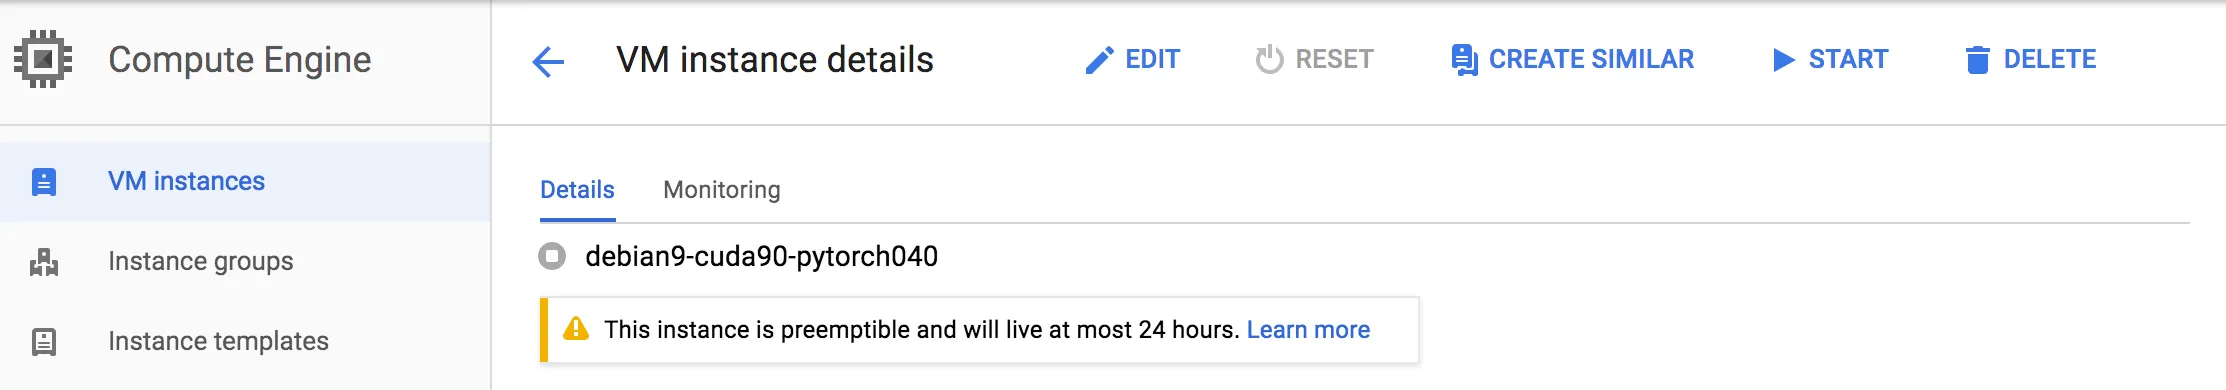 Compute Engine
VM instance details
EDIT
RESET
CREATE SIMILAR
START
DELETE
VM instances
Instance groups
Instance templates
Details
Monitoring
debian9-cuda90-pytorch040
This instance is preemptible and will live at most 24 hours. Learn more